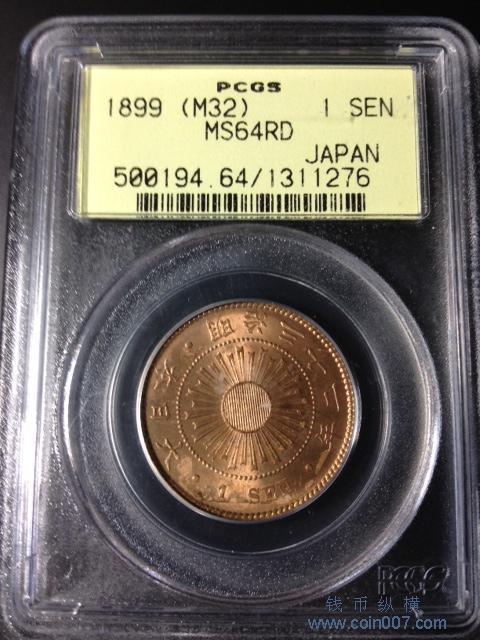 PCGS
1899 (M32) 1 SEN
MS64RD
JAPAN
500194.64/1311276
大日本・明治三十二年・
1 SEN
PCGS
钱币纵横
www.coin007.com